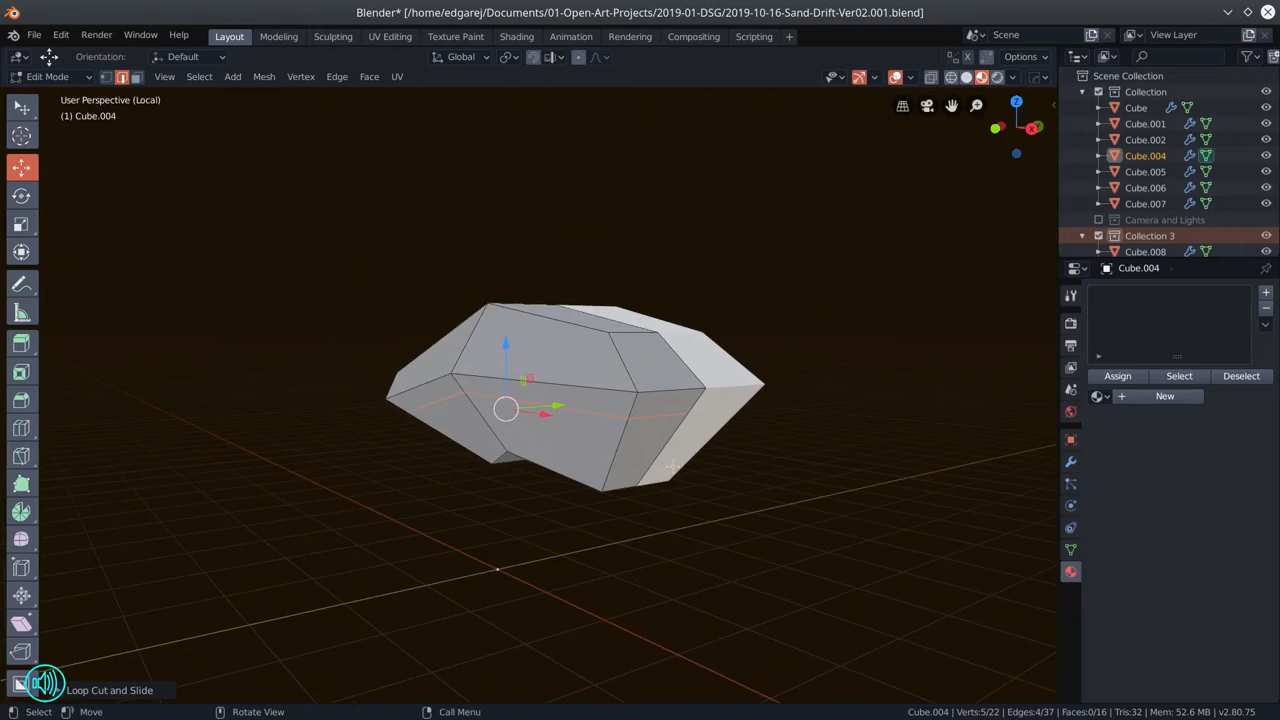 Blender* [/home/edgarej/Documents/01-Open-Art-Projects/2019-01-DSG/2019-10-16-Sand-Drift-Ver02.001.blend]
File Edit Render Window Help Layout Modeling Sculpting UV Editing Texture Paint Shading Animation Rendering Compositing Scripting + Scene View Layer
Orientation: Default Global Options
Edit Mode View Select Add Mesh Vertex Edge Face UV
User Perspective (Local)
(1) Cube.004
Z
X
Y
Scene Collection
Collection
Cube
Cube.001
Cube.002
Cube.004
Cube.005
Cube.006
Cube.007
Camera and Lights
Collection 3
Cube.008
Cube.004
Assign Select Deselect
New
Loop Cut and Slide
Select Move Rotate View Call Menu Cube.004 | Verts:5/22 | Edges:4/37 | Faces:0/16 | Tris:32 | Mem: 52.6 MB | v2.80.75